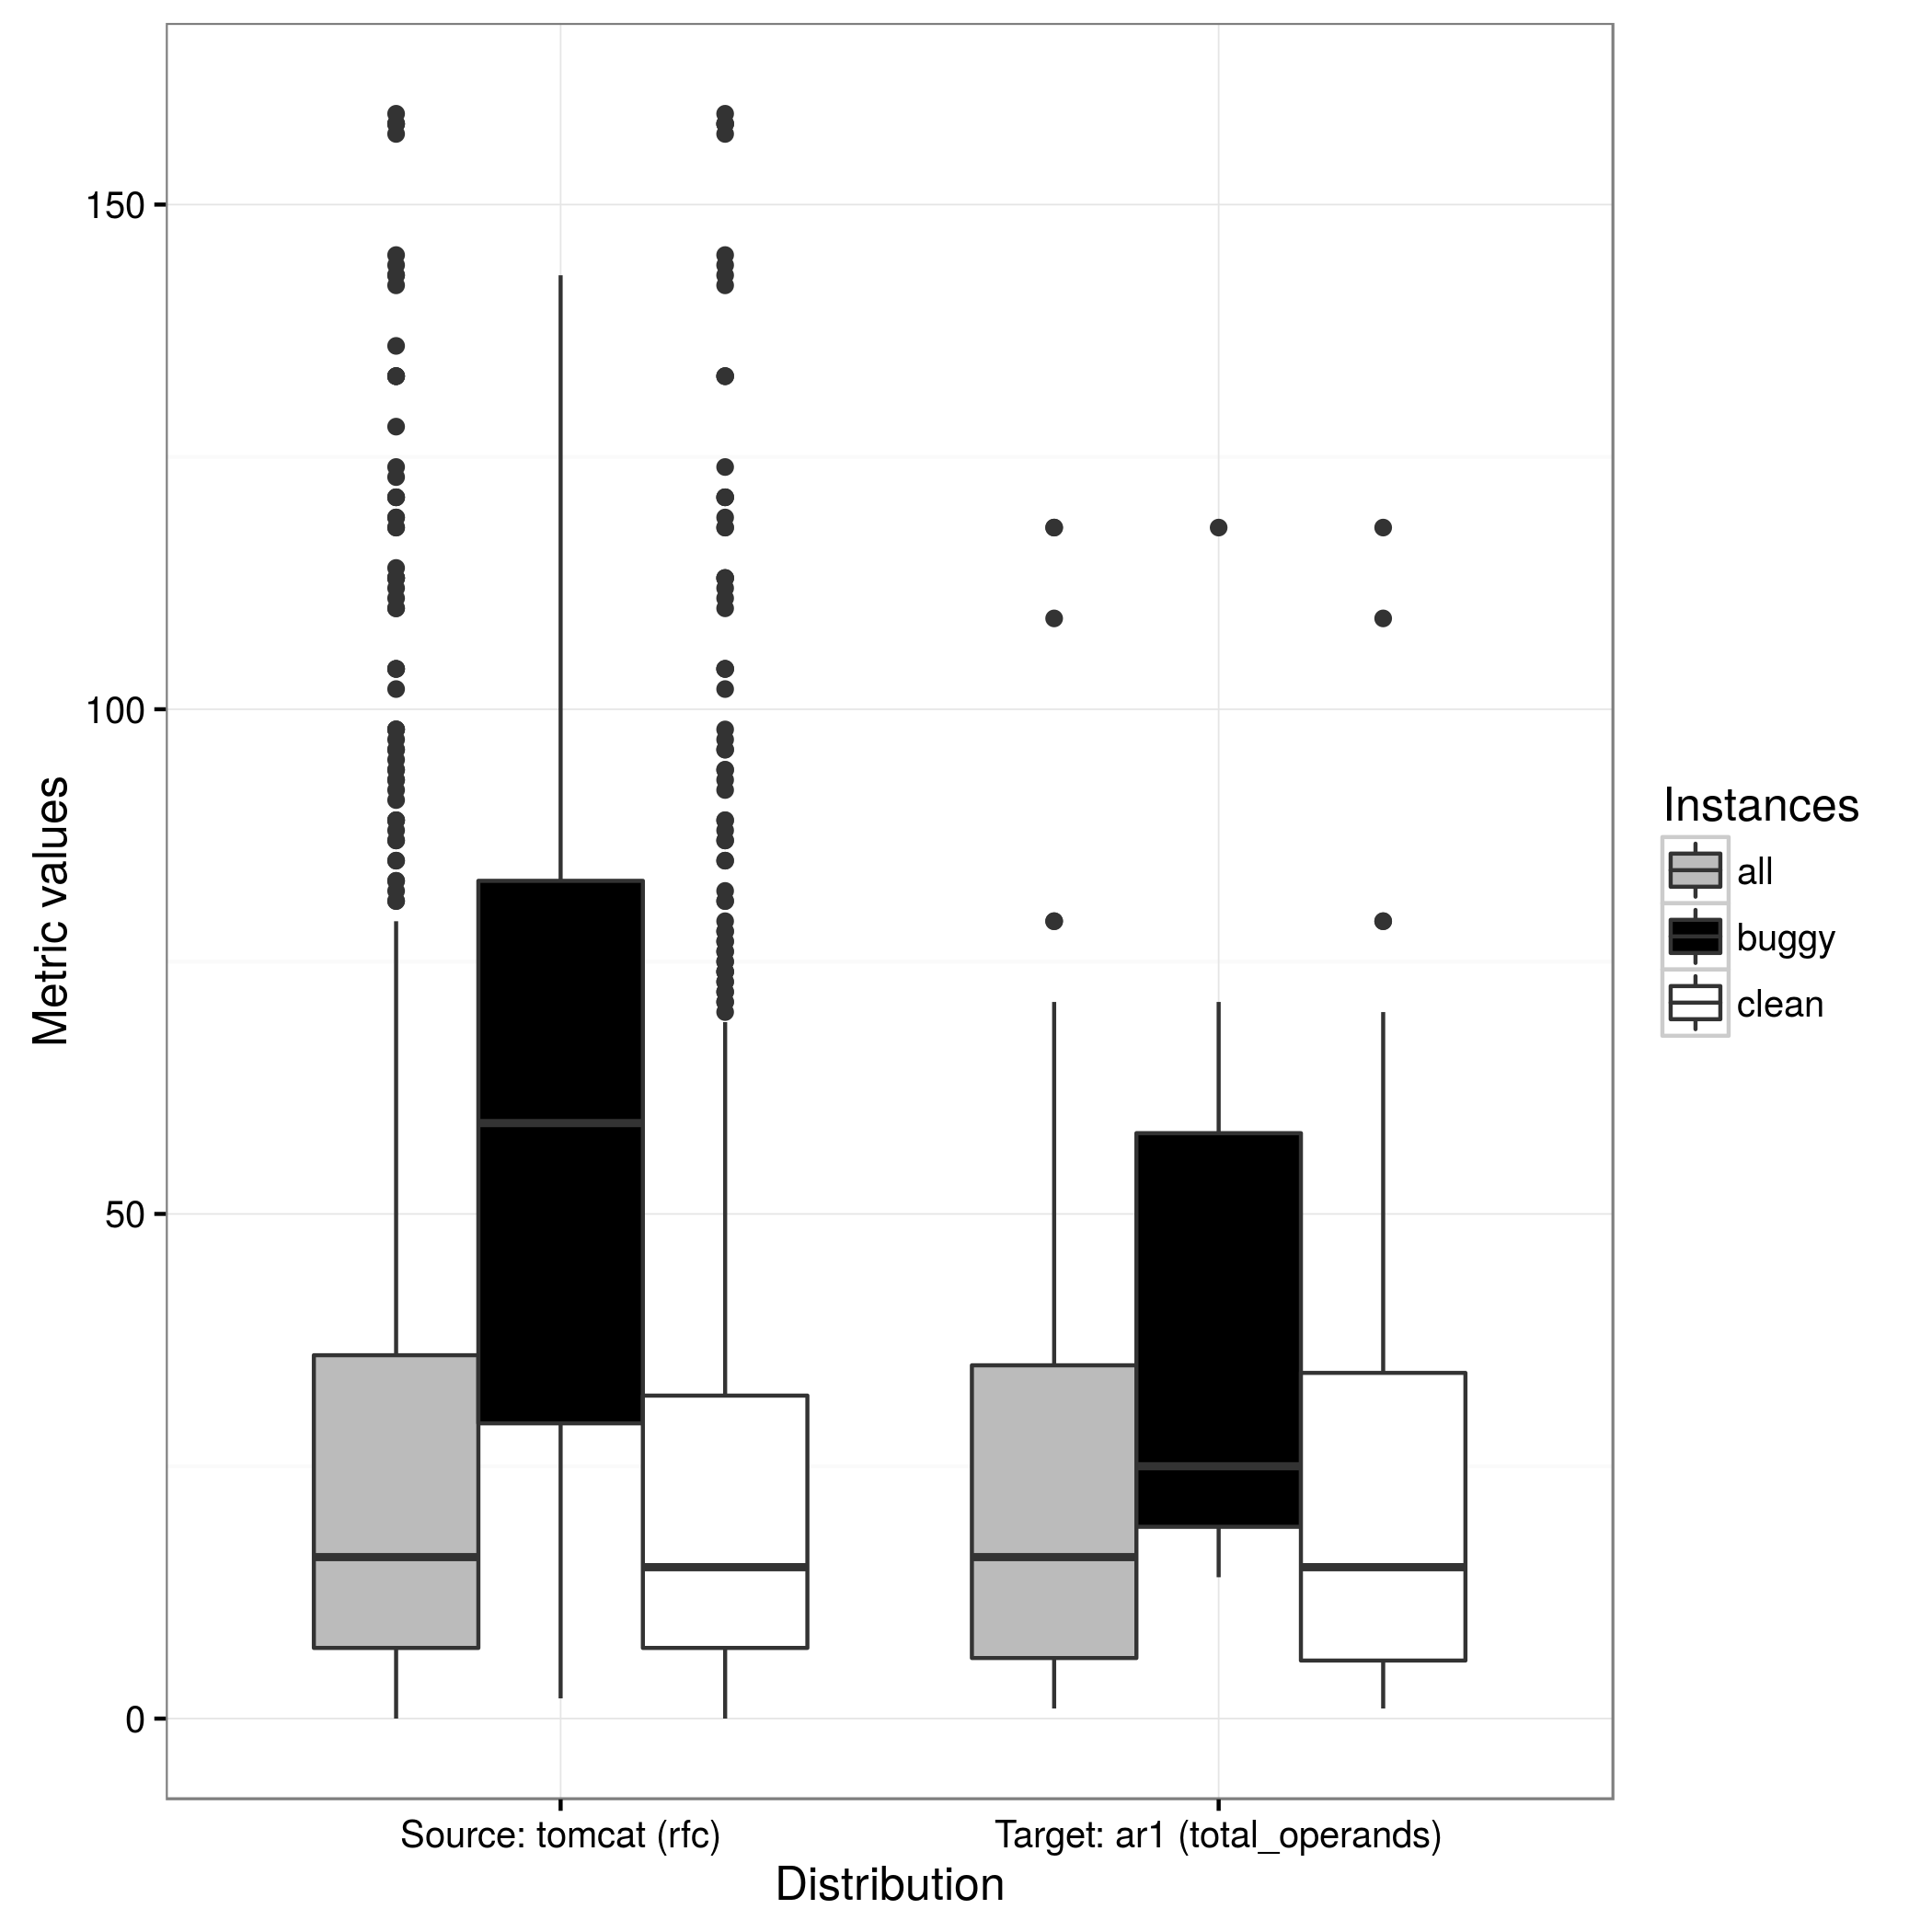 150
100
50
0
Metric values
Source: tomcat (rfc)
Target: ar1 (total_operands)
Distribution
Instances
all
buggy
clean